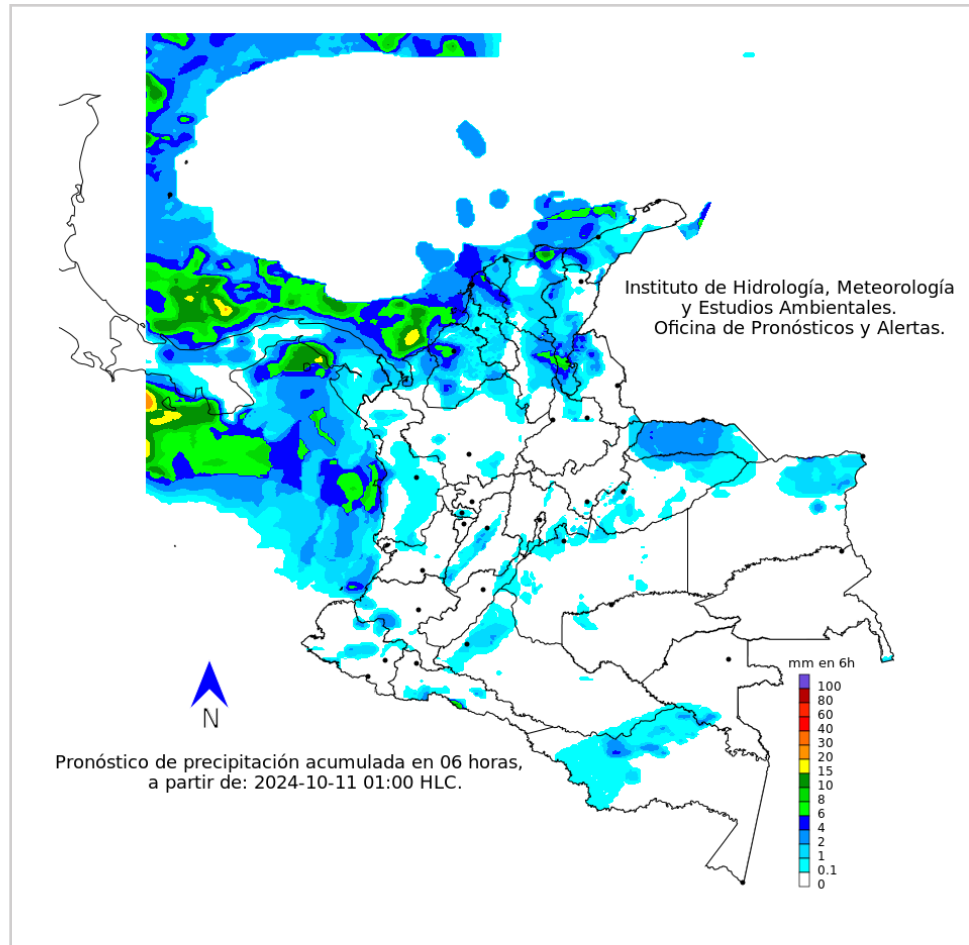 Instituto de Hidrología, Meteorología
y Estudios Ambientales.
Oficina de Pronósticos y Alertas.
mm en 6h
100
80
60
40
30
20
15
10
8
6
4
2
1
0.1
0
N
Pronóstico de precipitación acumulada en 06 horas,
a partir de: 2024-10-11 01:00 HLC.